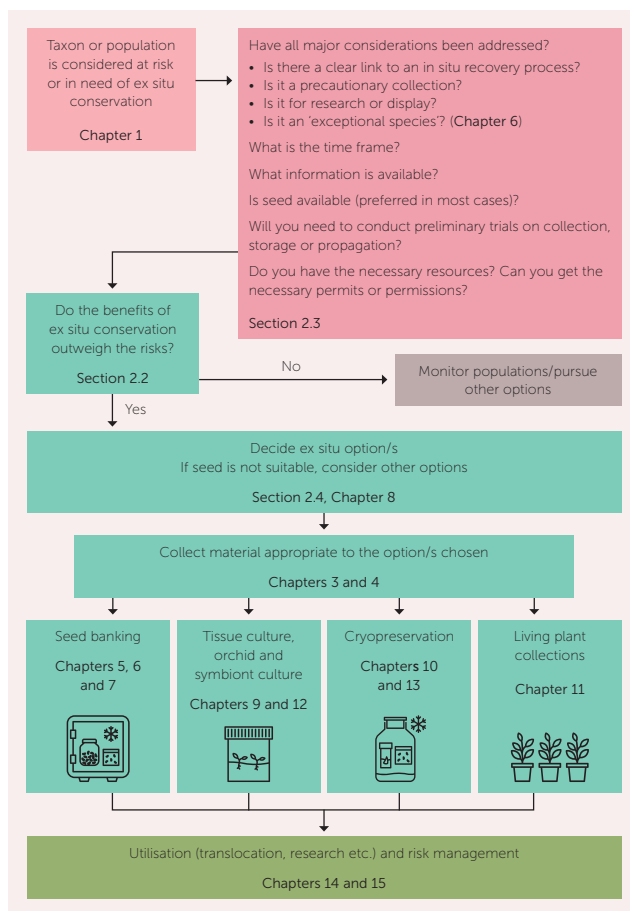 Taxon or population
is considered at risk
or in need of ex situ
conservation
Chapter 1
Have all major considerations been addressed?
• Is there a clear link to an in situ recovery process?
• Is it a precautionary collection?
• Is it for research or display?
• Is it an 'exceptional species'? (Chapter 6)
What is the time frame?
What information is available?
Is seed available (preferred in most cases)?
Will you need to conduct preliminary trials on collection,
storage or propagation?
Do you have the necessary resources? Can you get the
necessary permits or permissions?
Section 2.3
Do the benefits of
ex situ conservation
outweigh the risks?
Section 2.2
No
Monitor populations/pursue
other options
Yes
Decide ex situ option/s
If seed is not suitable, consider other options
Section 2.4, Chapter 8
Collect material appropriate to the option/s chosen
Chapters 3 and 4
Seed banking
Chapters 5, 6
and 7
Tissue culture,
orchid and
symbiont culture
Chapters 9 and 12
Cryopreservation
Chapters 10
and 13
Living plant
collections
Chapter 11
Utilisation (translocation, research etc.) and risk management
Chapters 14 and 15